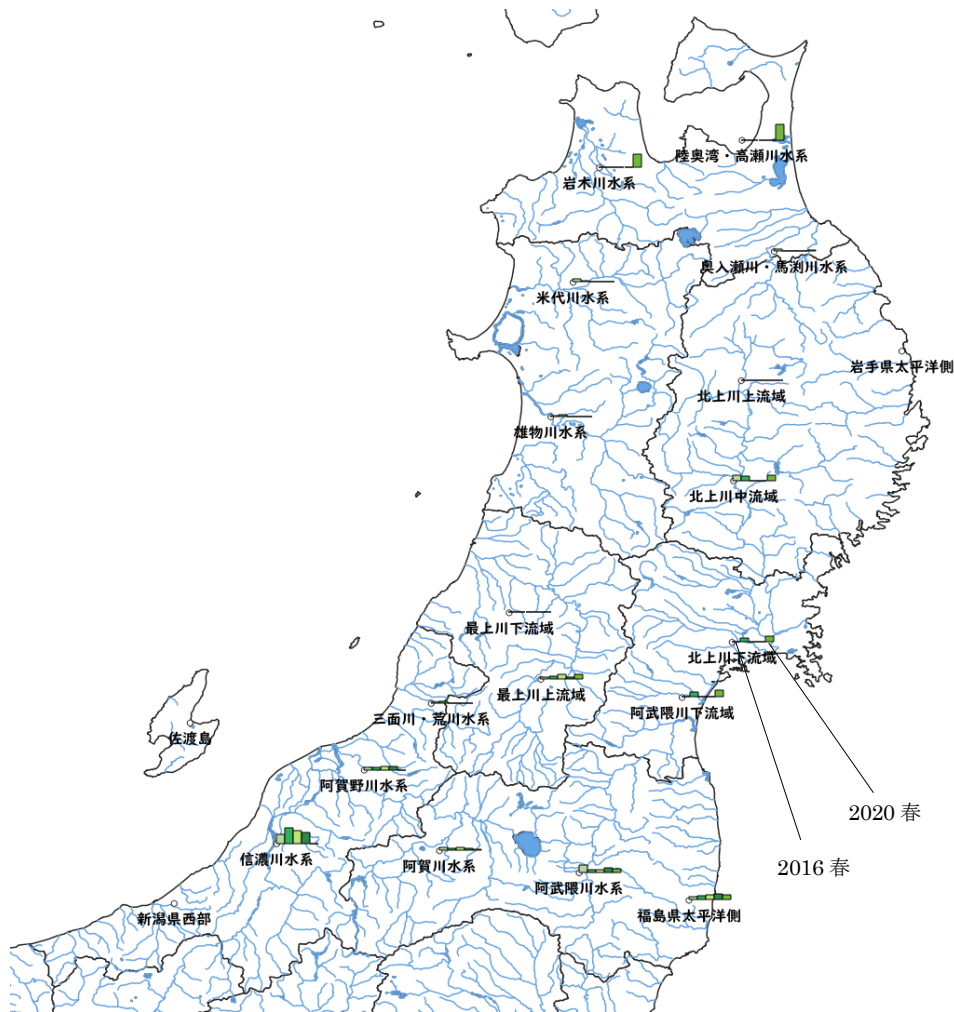 陸奥湾・高瀬川水系
岩木川水系
奥入瀬川・馬渕川水系
米代川水系
岩手県太平洋側
北上川上流域
雄物川水系
北上川中流域
最上川下流域
北上川下流域
最上川上流域
阿武隈川下流域
三面川・荒川水系
佐渡島
阿賀野川水系
2020 春
信濃川水系
阿賀川水系
2016 春
阿武隈川水系
新潟県西部
福島県太平洋側